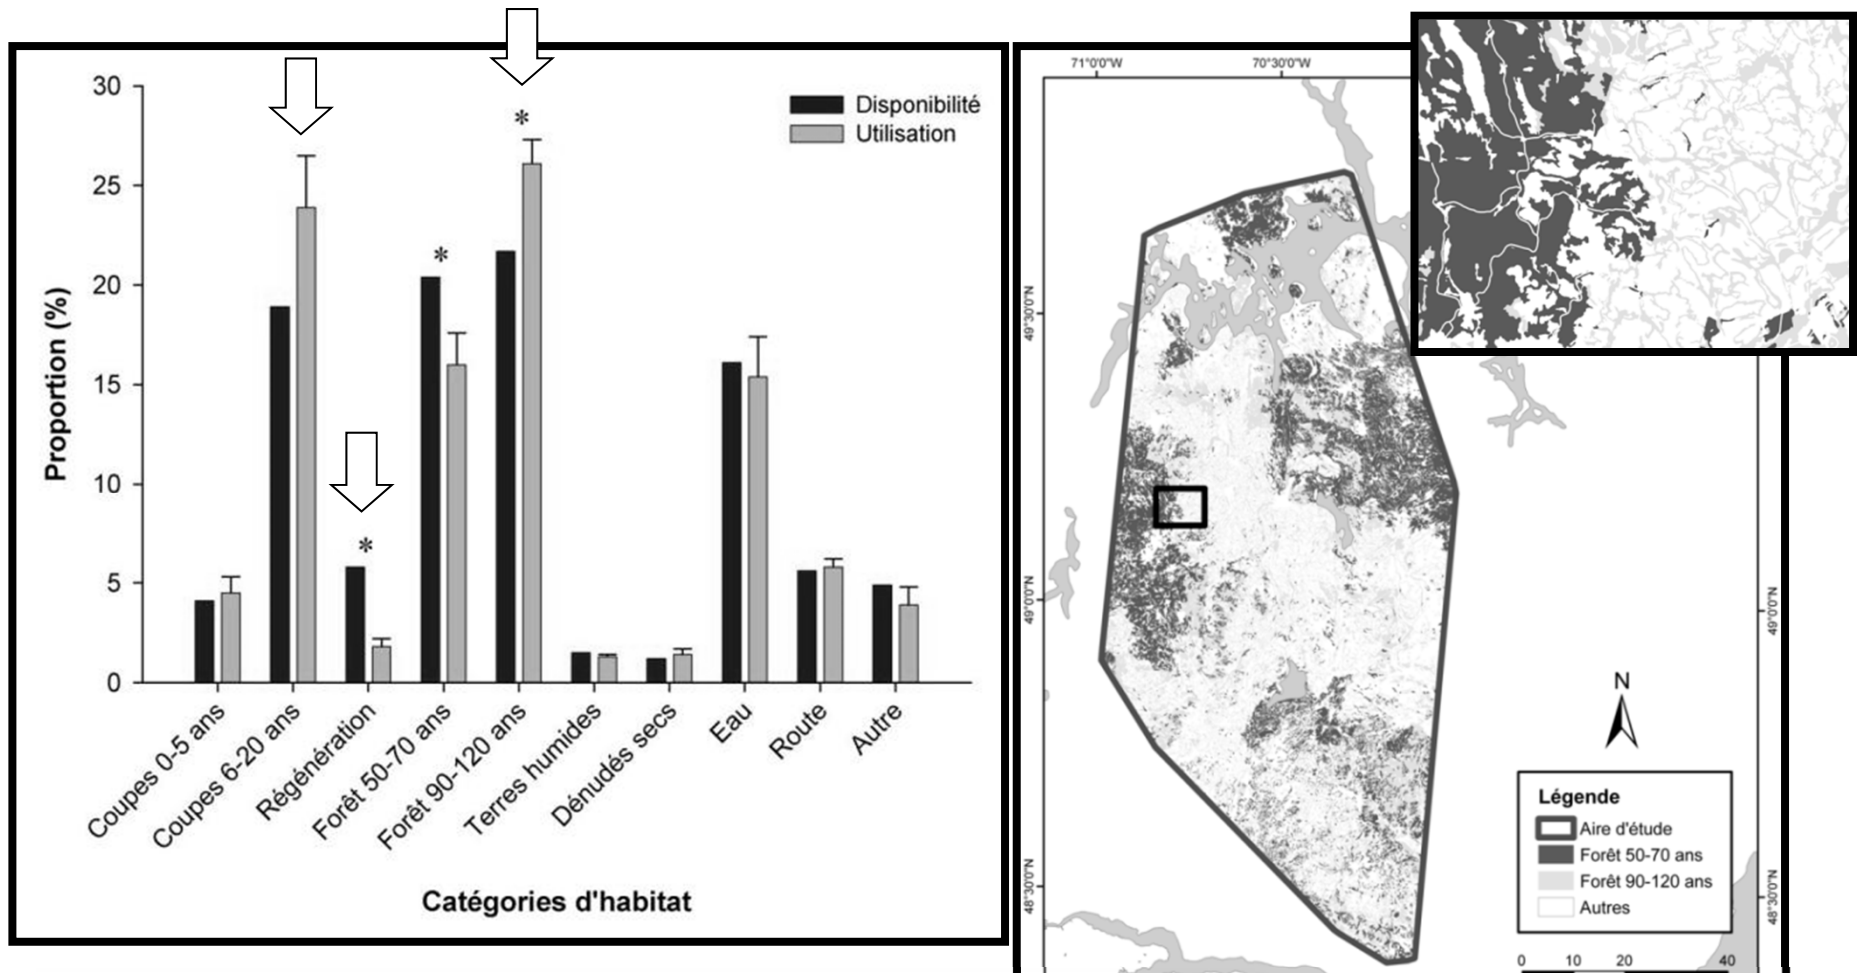 30
25
20
15
10
5
0
Proportion (%)
*
*
*
*
Disponibilité
Utilisation
Coupes 0-5 ans
Coupes 6-20 ans
Régénération
Forêt 50-70 ans
Forêt 90-120 ans
Terres humides
Dénudés secs
Eau
Route
Autre
Catégories d'habitat
71°0'0"W
70°30'0"W
49°30'0"N
49°0'0"N
48°30'0"N
49°0'0"N
48°30'0"N
N
Légende
Aire d'étude
Forêt 50-70 ans
Forêt 90-120 ans
Autres
0 10 20 40